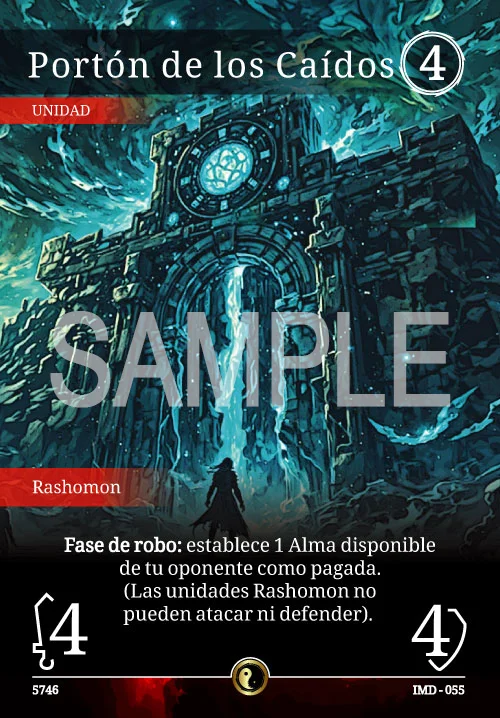 Portón de los Caídos 4
UNIDAD
SAMPLE
Rashomon
Fase de robo: establece 1 Alma disponible
de tu oponente como pagada.
(Las unidades Rashomon no
pueden atacar ni defender).
4 4
5746 IMD - 055